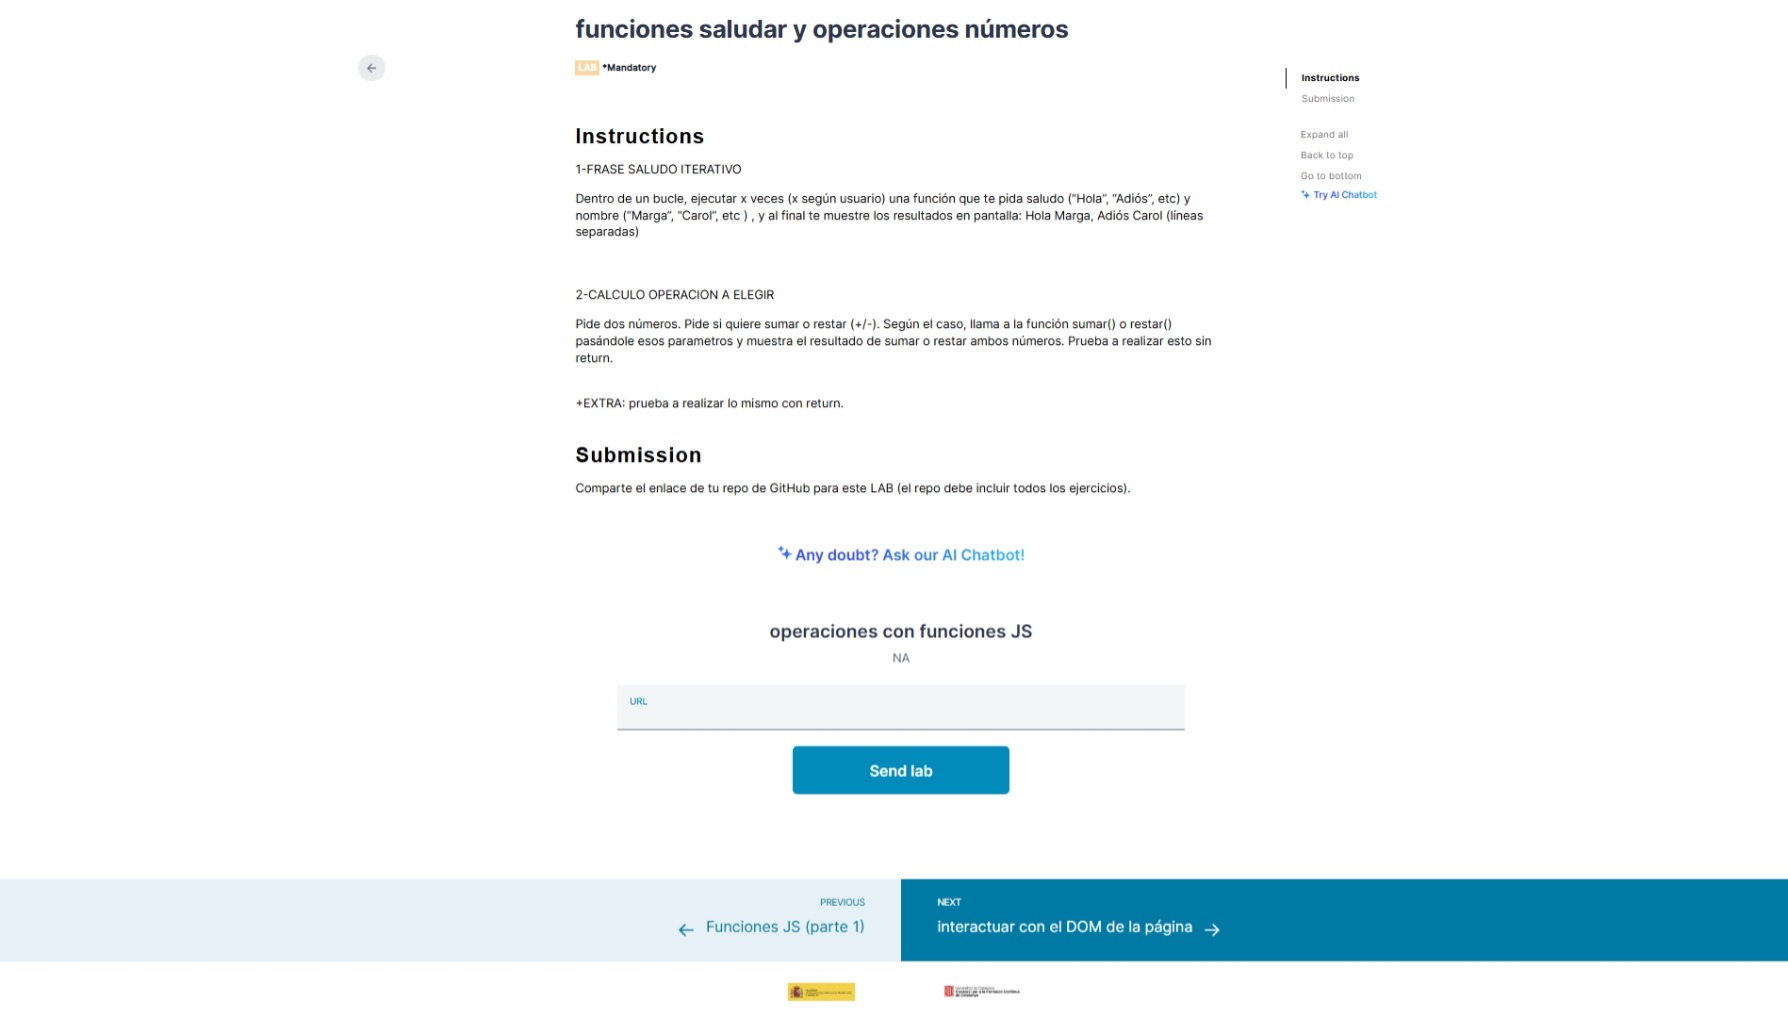 funciones saludar y operaciones números
LAB *Mandatory
Instructions
Submission
Expand all
Back to top
Go to bottom
Try AI Chatbot
Instructions
1-FRASE SALUDO ITERATIVO
Dentro de un bucle, ejecutar x veces (x según usuario) una función que te pida saludo (“Hola”, “Adiós”, etc) y
nombre (“Marga”, “Carol”, etc ) , y al final te muestre los resultados en pantalla: Hola Marga, Adiós Carol (líneas
separadas)
2-CALCULO OPERACION A ELEGIR
Pide dos números. Pide si quiere sumar o restar (+/-). Según el caso, llama a la función sumar() o restar()
pasándole esos parametros y muestra el resultado de sumar o restar ambos números. Prueba a realizar esto sin
return.
+EXTRA: prueba a realizar lo mismo con return.
Submission
Comparte el enlace de tu repo de GitHub para este LAB (el repo debe incluir todos los ejercicios).
Any doubt? Ask our AI Chatbot!
operaciones con funciones JS
NA
URL
Send lab
PREVIOUS
← Funciones JS (parte 1)
NEXT
interactuar con el DOM de la página →